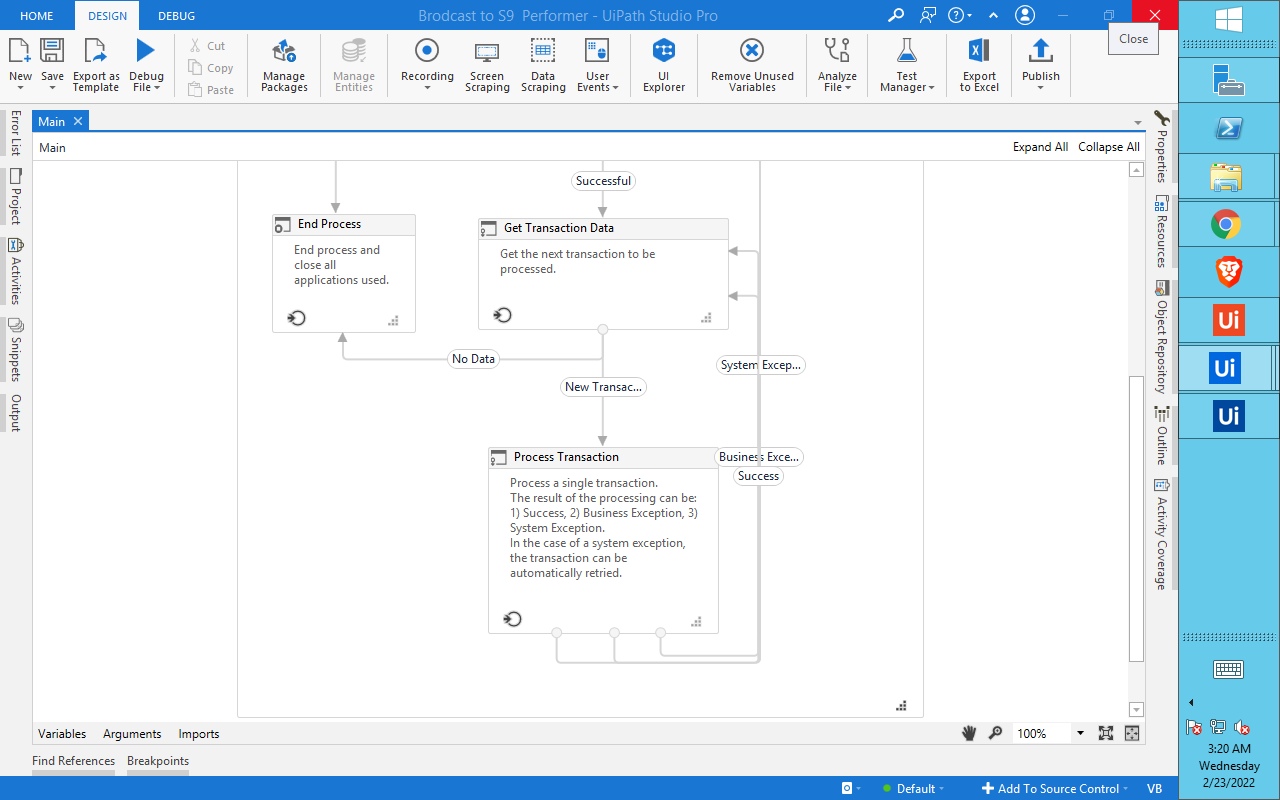 HOME
DESIGN
DEBUG
Brodcast to S9 Performer - UiPath Studio Pro
Close
New
Save
Export as
Template
Debug
File
Cut
Copy
Paste
Manage
Packages
Manage
Entities
Recording
Screen
Scraping
Data
Scraping
User
Events
UI
Explorer
Remove Unused
Variables
Analyze
File
Test
Manager
Export
to Excel
Publish
Error List
Project
Activities
Snippets
Output
Main
Main
Expand All
Collapse All
Successful
End Process
End process and
close all
applications used.
Get Transaction Data
Get the next transaction to be
processed.
No Data
New Transac...
System Excep...
Business Exce...
Success
Process Transaction
Process a single transaction.
The result of the processing can be:
1) Success, 2) Business Exception, 3)
System Exception.
In the case of a system exception,
the transaction can be
automatically retried.
Properties
Resources
Object Repository
Outline
Activity Coverage
Variables
Arguments
Imports
100%
Find References
Breakpoints
Default
Add To Source Control
VB
Ui
Ui
Ui
3:20 AM
Wednesday
2/23/2022